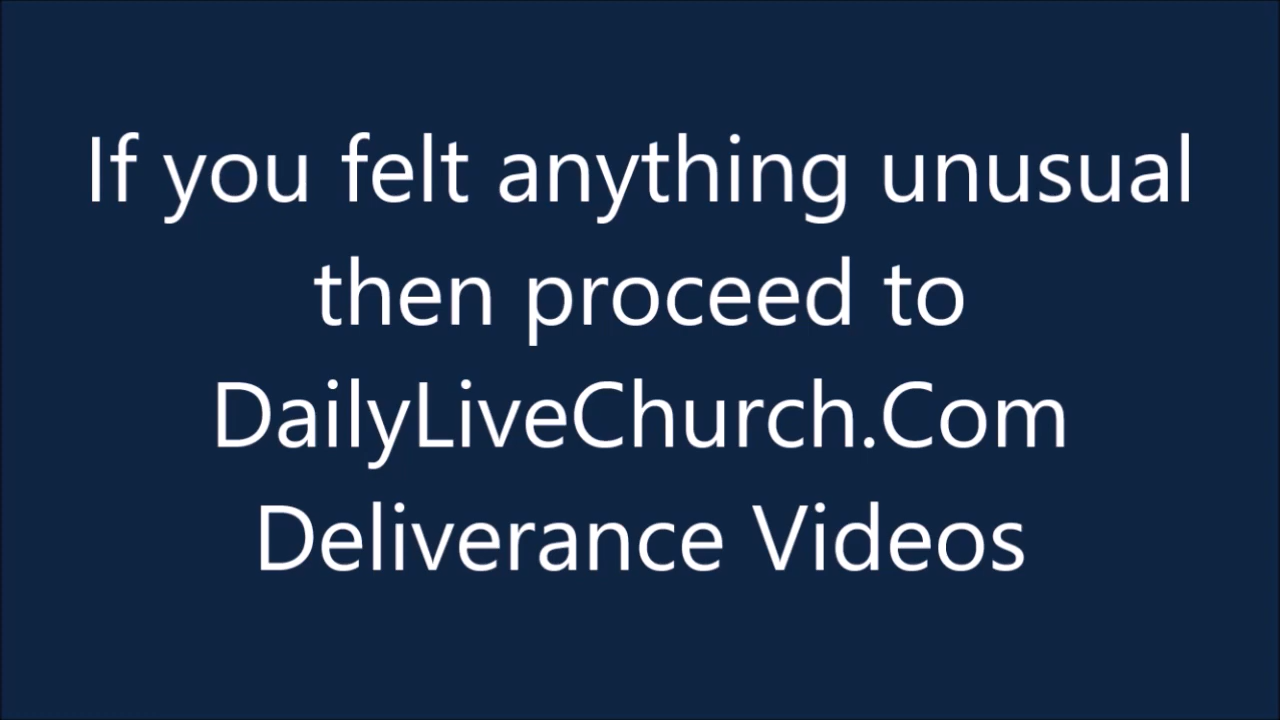 If you felt anything unusual
then proceed to
DailyLiveChurch.Com
Deliverance Videos